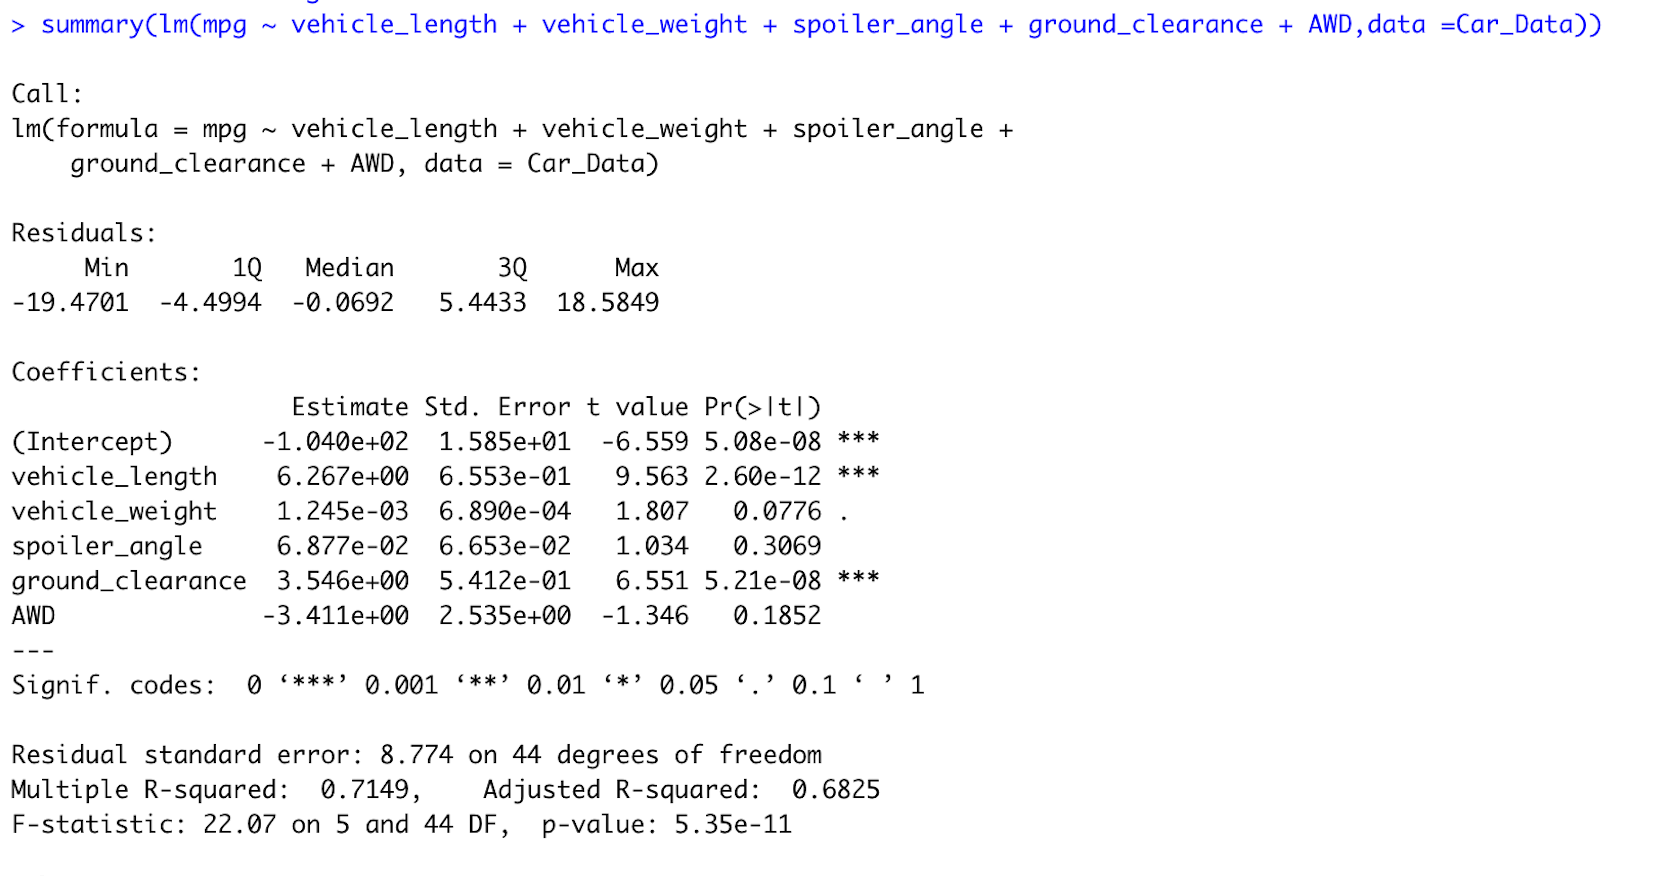 > summary(lm(mpg ~ vehicle_length + vehicle_weight + spoiler_angle + ground_clearance + AWD,data =Car_Data))
Call:
lm(formula = mpg ~ vehicle_length + vehicle_weight + spoiler_angle +
    ground_clearance + AWD, data = Car_Data)
Residuals:
     Min       1Q   Median       3Q      Max
-19.4701  -4.4994  -0.0692   5.4433  18.5849
Coefficients:
                   Estimate Std. Error t value Pr(>|t|)
(Intercept)      -1.040e+02  1.585e+01  -6.559 5.08e-08 ***
vehicle_length    6.267e+00  6.553e-01   9.563 2.60e-12 ***
vehicle_weight    1.245e-03  6.890e-04   1.807   0.0776 .
spoiler_angle     6.877e-02  6.653e-02   1.034   0.3069
ground_clearance  3.546e+00  5.412e-01   6.551 5.21e-08 ***
AWD              -3.411e+00  2.535e+00  -1.346   0.1852
---
Signif. codes:  0 ‘***’ 0.001 ‘**’ 0.01 ‘*’ 0.05 ‘.’ 0.1 ‘ ’ 1
Residual standard error: 8.774 on 44 degrees of freedom
Multiple R-squared:  0.7149,    Adjusted R-squared:  0.6825
F-statistic: 22.07 on 5 and 44 DF,  p-value: 5.35e-11